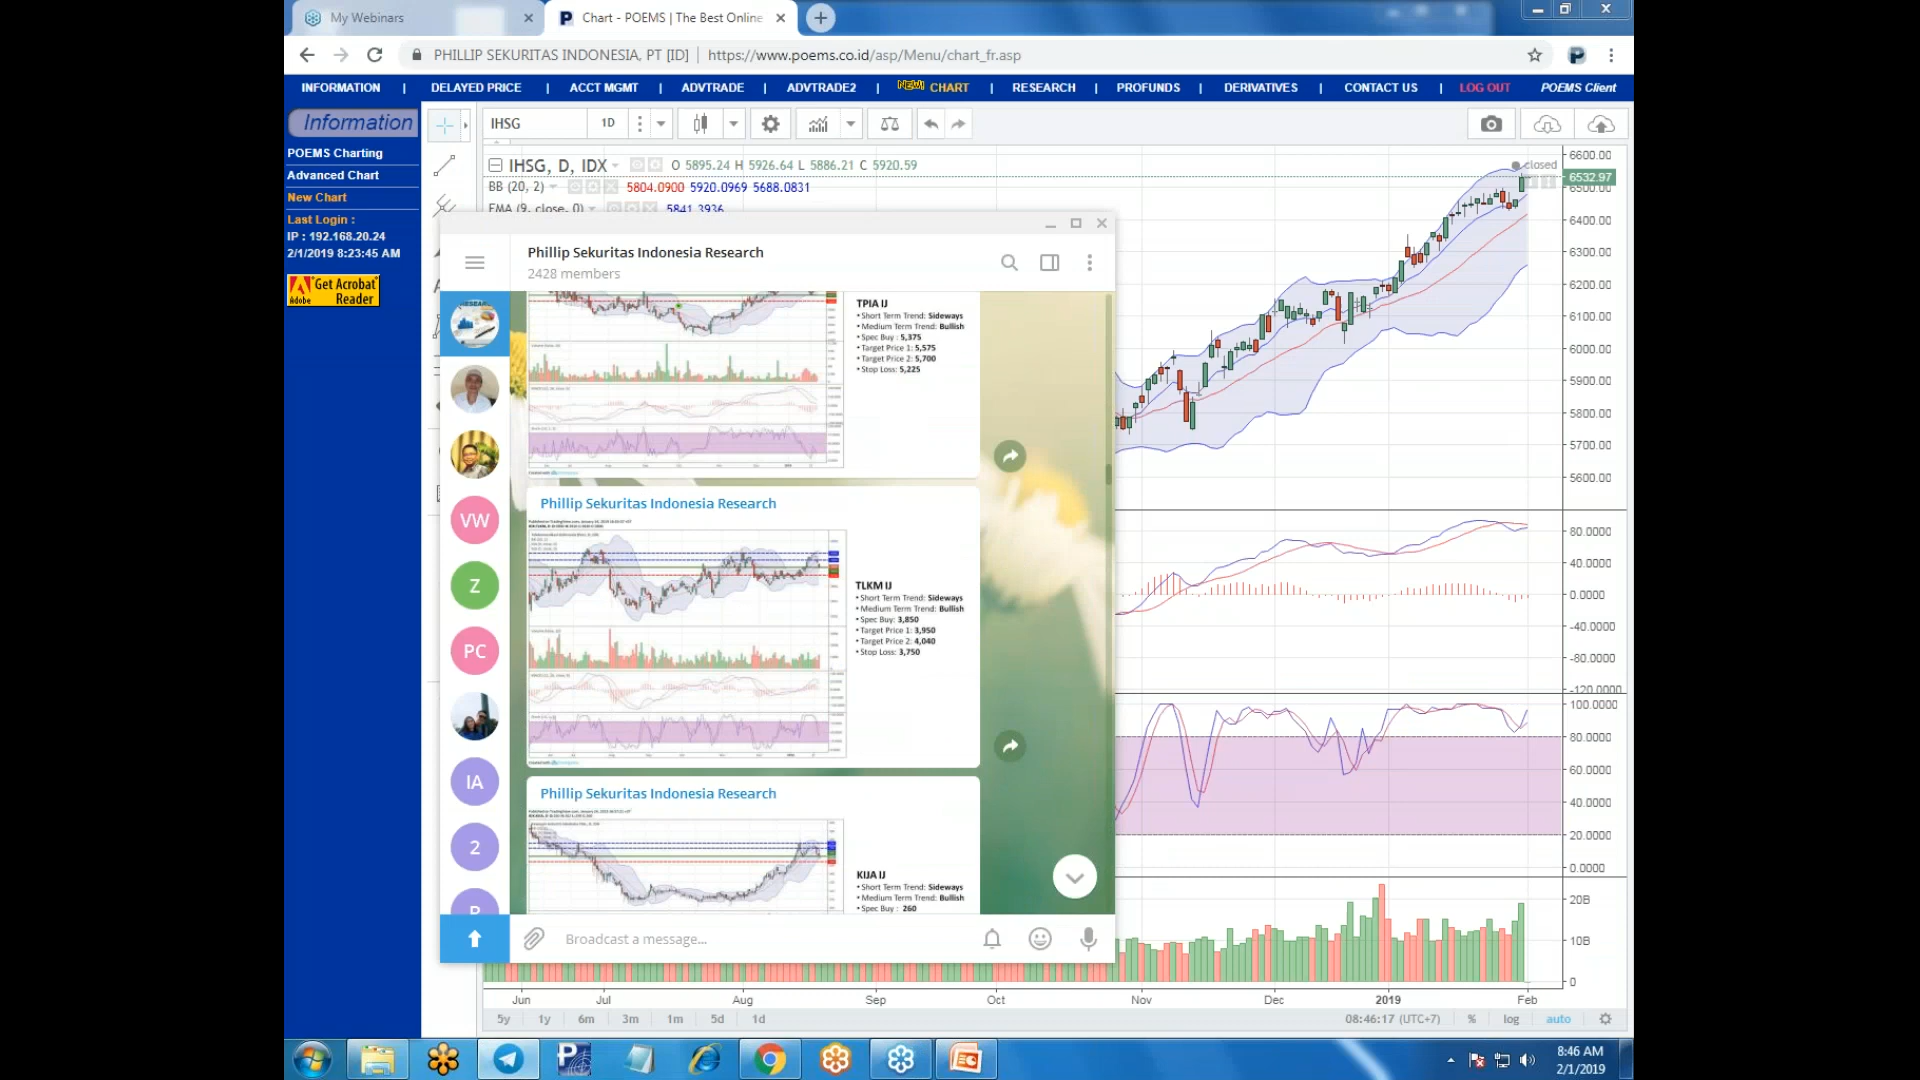 My Webinars
Chart - POEMS | The Best Online
PHILLIP SEKURITAS INDONESIA, PT [ID] | https://www.poems.co.id/asp/Menu/chart_fr.asp
INFORMATION | DELAYED PRICE | ACCT MGMT | ADVTRADE | ADVTRADE2 | NEW! CHART | RESEARCH | PROFUNDS | DERIVATIVES | CONTACT US | LOG OUT POEMS Client
Information
POEMS Charting
Advanced Chart
New Chart
Last Login :
IP : 192.168.20.24
2/1/2019 8:23:45 AM
Get Acrobat
Adobe Reader
IHSG 1D
IHSG, D, IDX O 5895.24 H 5926.64 L 5886.21 C 5920.59
BB (20, 2) 5804.0900 5920.0969 5688.0831
EMA (9, close, 0) 5841.3936
closed
6600.00
6532.97
6500.00
6400.00
6300.00
6200.00
6100.00
6000.00
5900.00
5800.00
5700.00
5600.00
80.0000
40.0000
0.0000
-40.0000
-80.0000
-120.0000
100.0000
80.0000
60.0000
40.0000
20.0000
0.0000
20B
10B
0
Phillip Sekuritas Indonesia Research
2428 members
TPIA IJ
• Short Term Trend: Sideways
• Medium Term Trend: Bullish
• Spec Buy : 5,375
• Target Price 1: 5,575
• Target Price 2: 5,700
• Stop Loss: 5,225
Phillip Sekuritas Indonesia Research
TLKM IJ
• Short Term Trend: Sideways
• Medium Term Trend: Bullish
• Spec Buy: 3,850
• Target Price 1: 3,950
• Target Price 2: 4,040
• Stop Loss: 3,750
Phillip Sekuritas Indonesia Research
KIJA IJ
• Short Term Trend: Sideways
• Medium Term Trend: Bullish
• Spec Buy : 260
VW
Z
PC
IA
2
Broadcast a message...
Jun Jul Aug Sep Oct Nov Dec 2019 Feb
5y 1y 6m 3m 1m 5d 1d 08:46:17 (UTC+7) % log auto
8:46 AM
2/1/2019